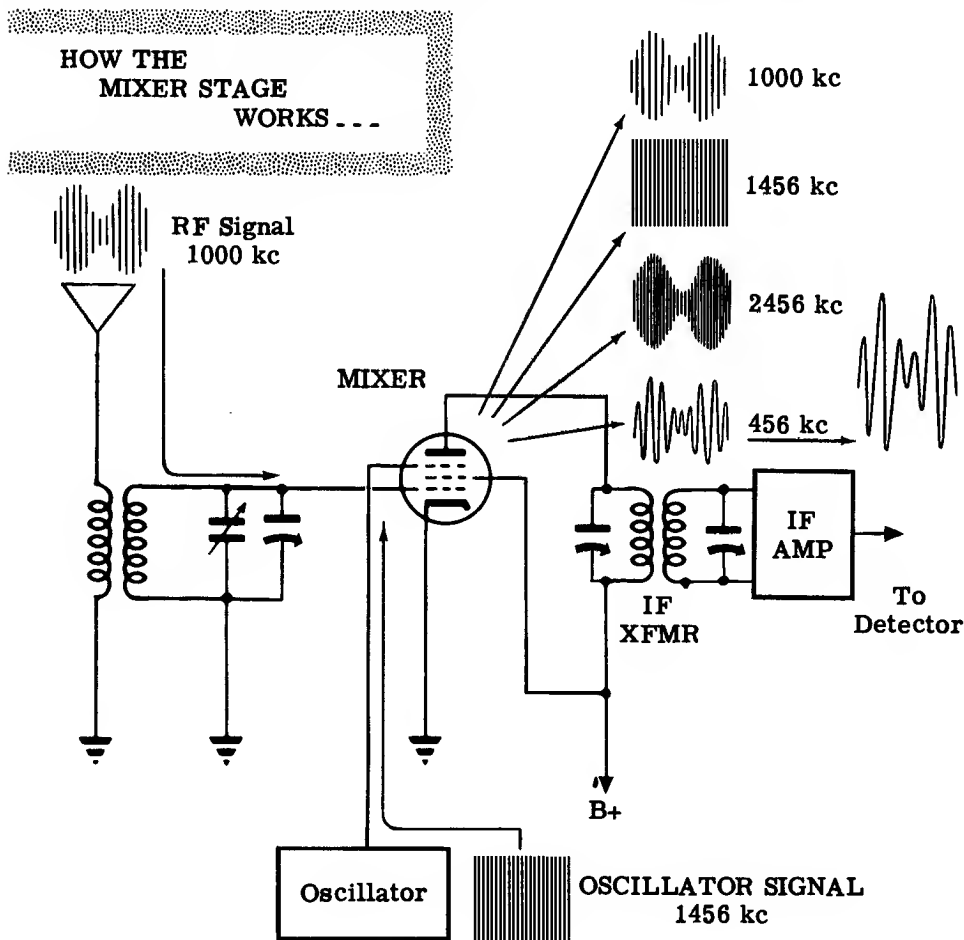 HOW THE
MIXER STAGE
WORKS...
RF Signal
1000 kc
1000 kc
1456 kc
2456 kc
456 kc
MIXER
IF
AMP
To
Detector
IF
XFMR
B+
Oscillator
OSCILLATOR SIGNAL
1456 kc